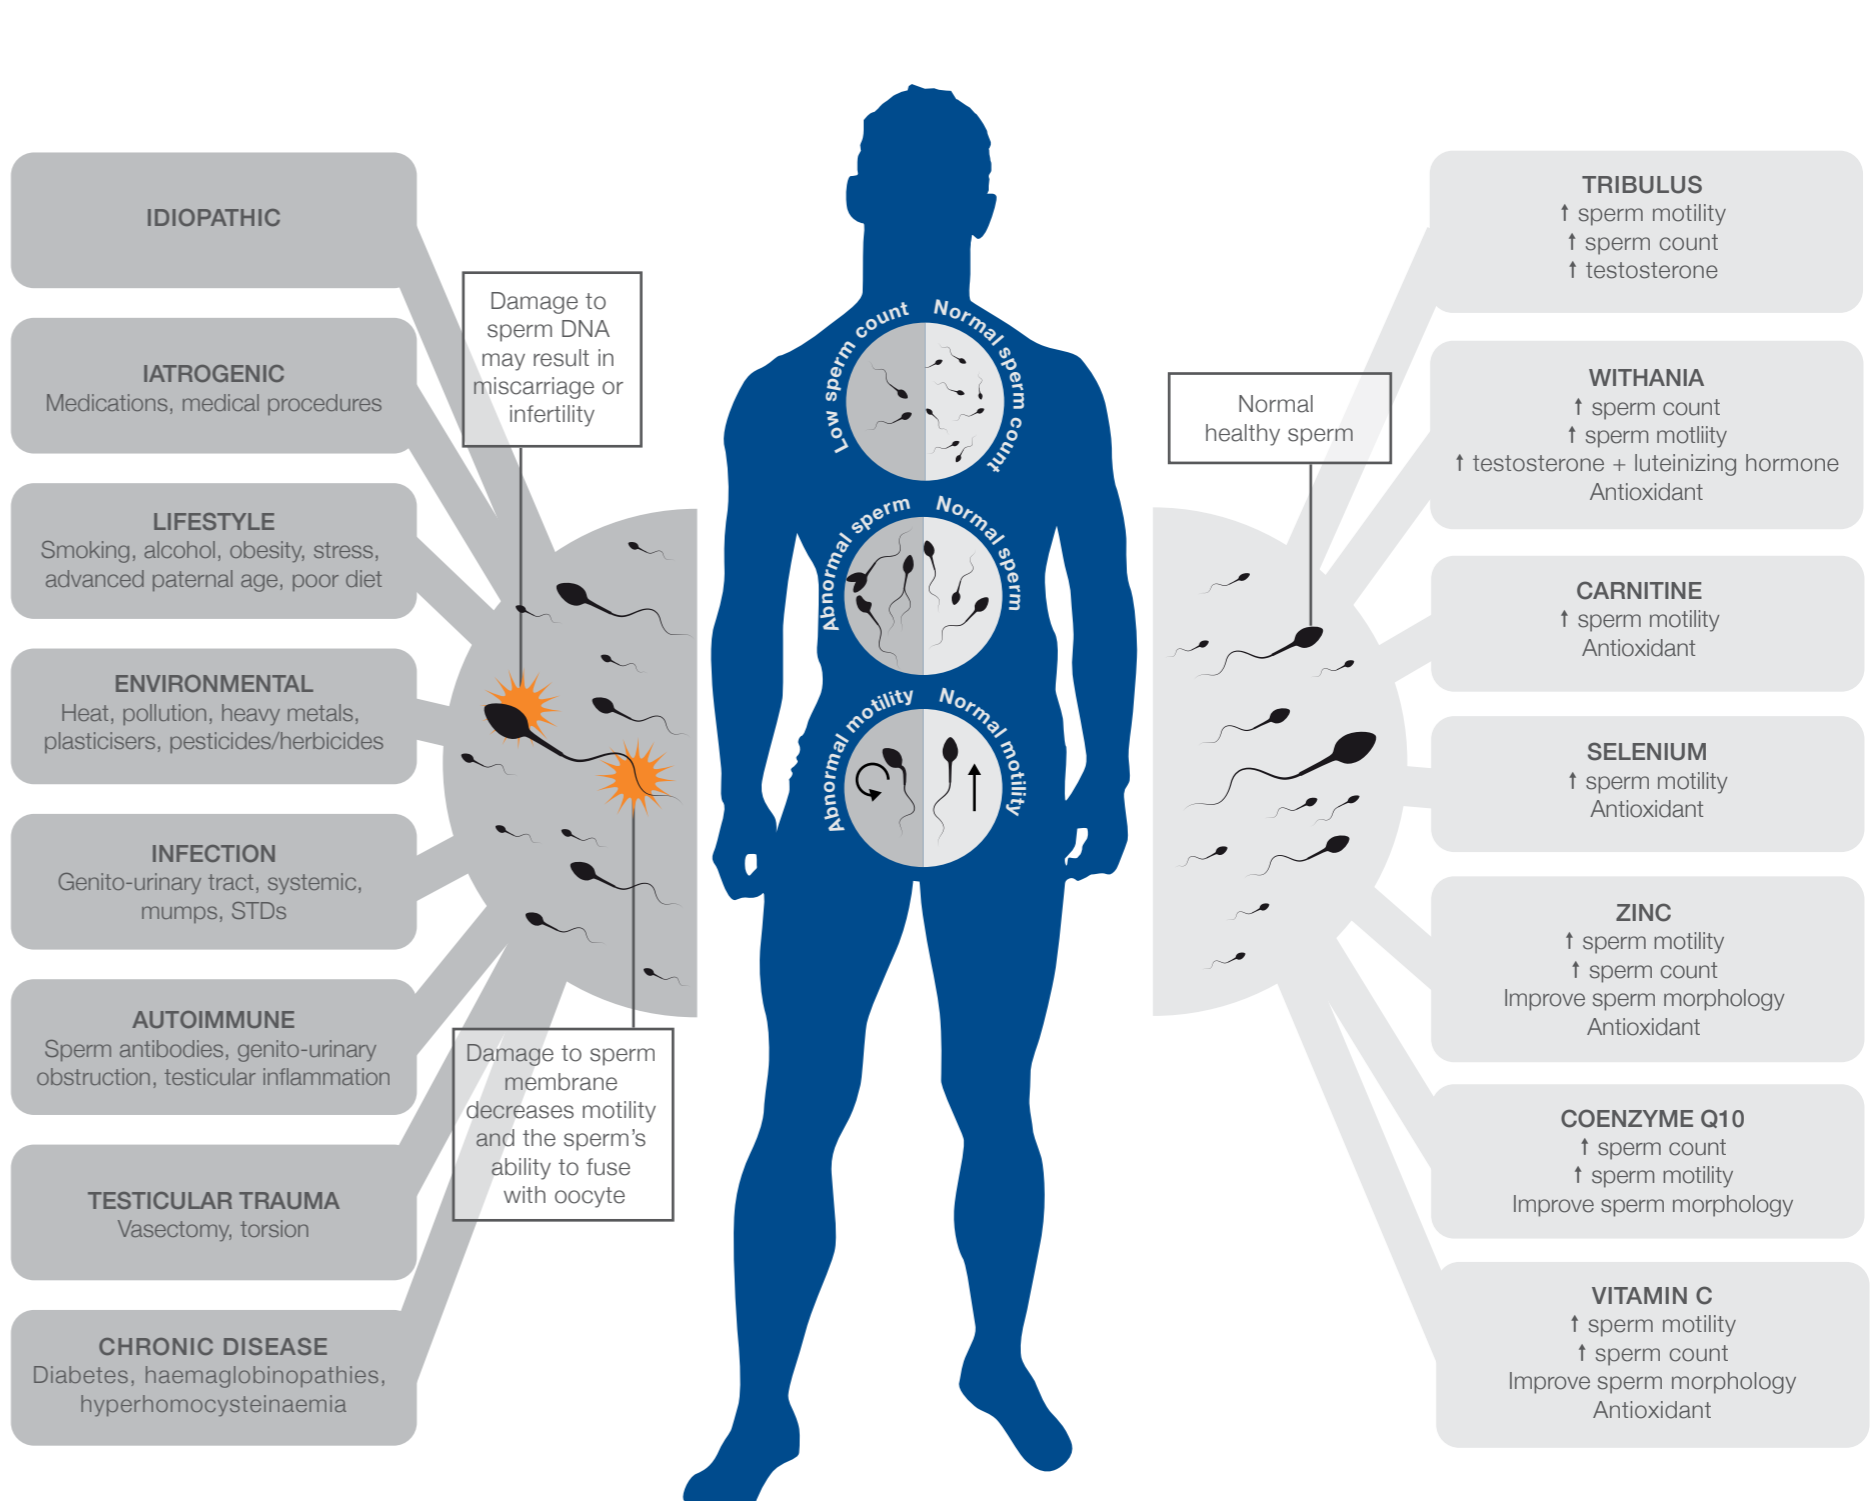 IDIOPATHIC
IATROGENIC
Medications, medical procedures
LIFESTYLE
Smoking, alcohol, obesity, stress,
advanced paternal age, poor diet
ENVIRONMENTAL
Heat, pollution, heavy metals,
plasticisers, pesticides/herbicides
INFECTION
Genito-urinary tract, systemic,
mumps, STDs
AUTOIMMUNE
Sperm antibodies, genito-urinary
obstruction, testicular inflammation
TESTICULAR TRAUMA
Vasectomy, torsion
CHRONIC DISEASE
Diabetes, haemaglobinopathies,
hyperhomocysteinaemia
Damage to
sperm DNA
may result in
miscarriage or
infertility
Damage to sperm
membrane
decreases motility
and the sperm's
ability to fuse
with oocyte
Low sperm count
Normal sperm count
Abnormal sperm
Normal sperm
Abnormal motility
Normal motility
Normal
healthy sperm
TRIBULUS
↑ sperm motility
↑ sperm count
↑ testosterone
WITHANIA
↑ sperm count
↑ sperm motliity
↑ testosterone + luteinizing hormone
Antioxidant
CARNITINE
↑ sperm motility
Antioxidant
SELENIUM
↑ sperm motility
Antioxidant
ZINC
↑ sperm motility
↑ sperm count
Improve sperm morphology
Antioxidant
COENZYME Q10
↑ sperm count
↑ sperm motility
Improve sperm morphology
VITAMIN C
↑ sperm motility
↑ sperm count
Improve sperm morphology
Antioxidant